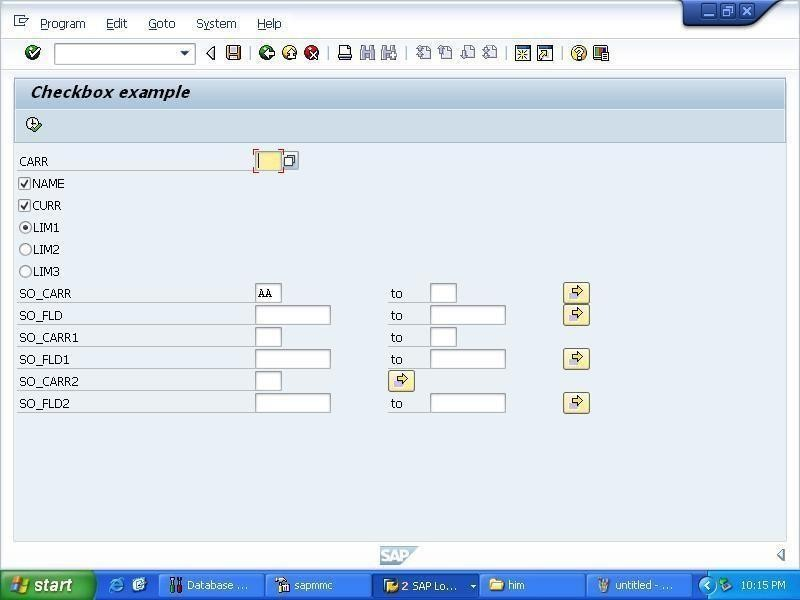 Program Edit Goto System Help
Checkbox example
CARR
NAME
CURR
LIM1
LIM2
LIM3
SO_CARR AA to
SO_FLD to
SO_CARR1 to
SO_FLD1 to
SO_CARR2
SO_FLD2 to
SAP
start Database ... sapmmc 2 SAP Lo... him untitled - ... 10:15 PM